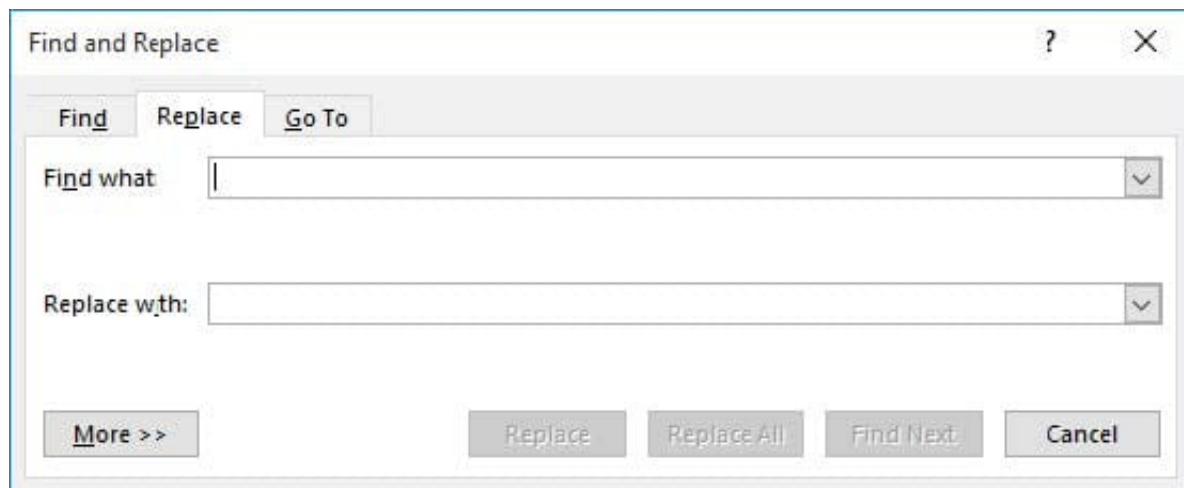 Find and Replace ?
Find Replace Go To
Find what
Replace with:
More >> Replace Replace All Find Next Cancel